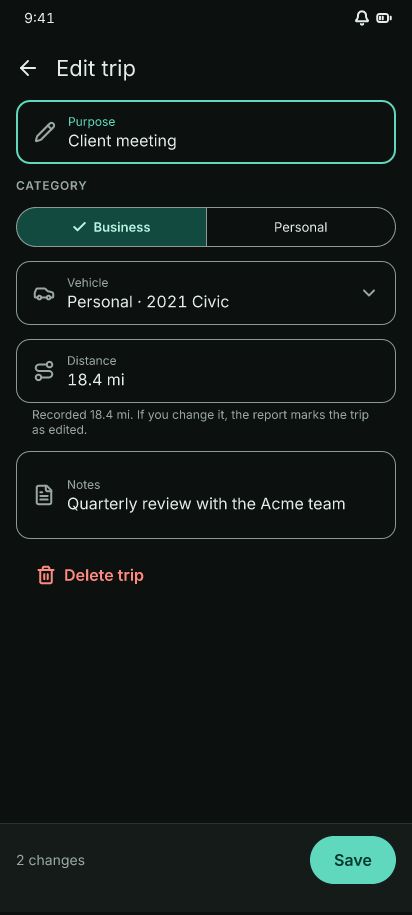 9:41
Edit trip
Purpose
Client meeting
CATEGORY
Business
Personal
Vehicle
Personal · 2021 Civic
Distance
18.4 mi
Recorded 18.4 mi. If you change it, the report marks the trip
as edited.
Notes
Quarterly review with the Acme team
Delete trip
2 changes
Save